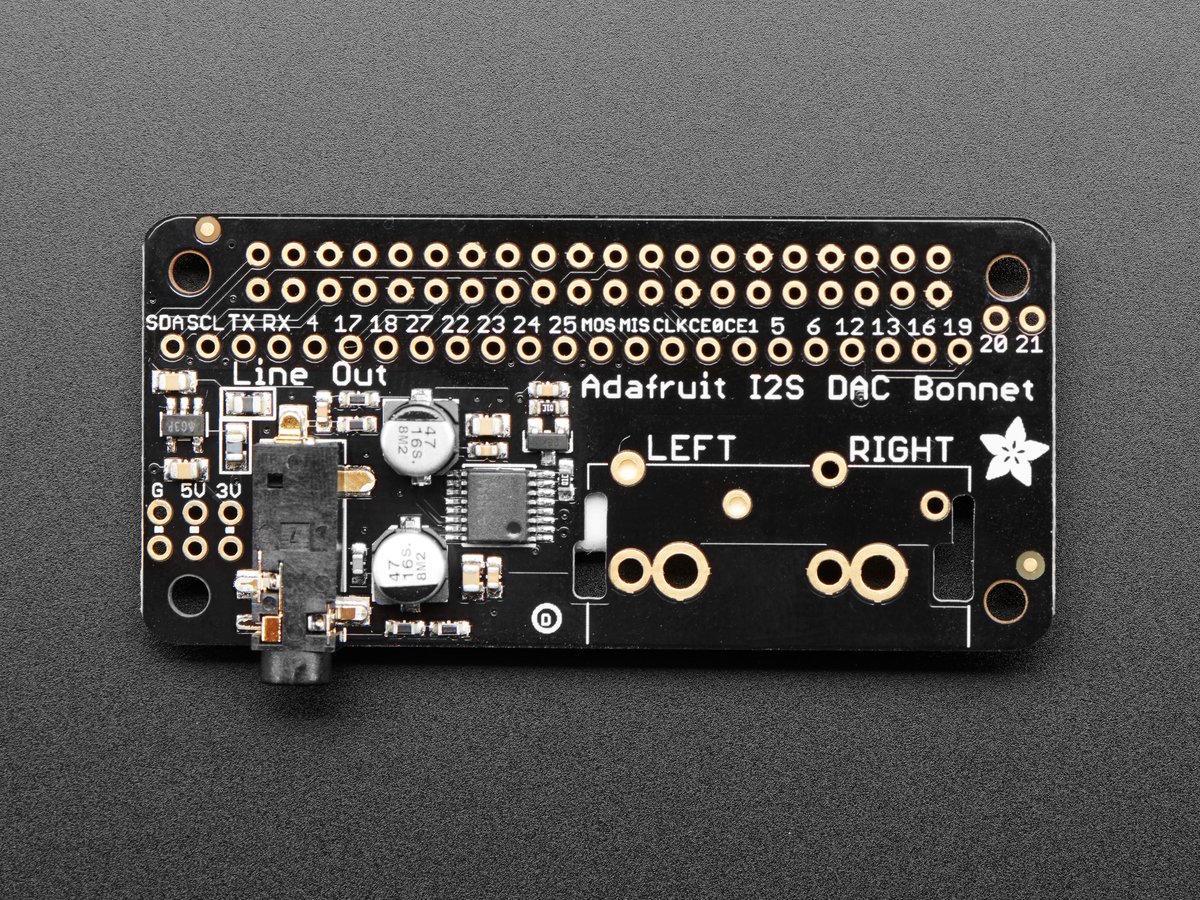 SDA SCL TX RX 4 17 18 27 22 23 24 25 MOS MIS CLK CE0 CE1 5 6 12 13 16 19
20 21
Line Out
Adafruit I2S DAC Bonnet
LEFT RIGHT
G 5V 3V
47
16s.
8M2
47
16s.
8M2
D